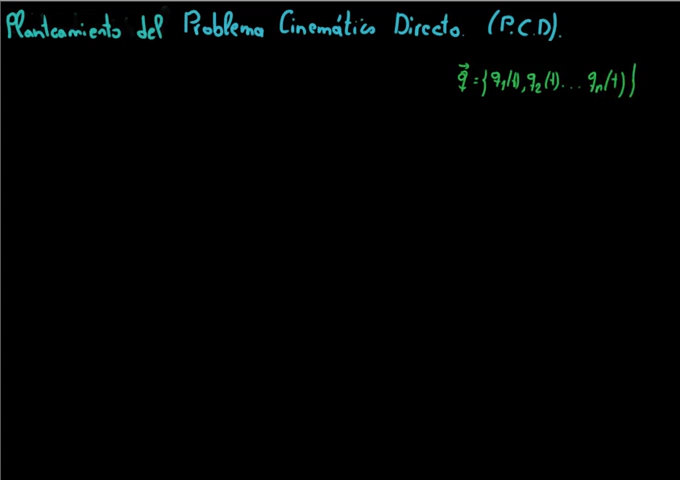 Planteamiento del Problema Cinemático Directo. (P.C.D).
q⃗ = {q₁(t), q₂(t)... qₙ(t)}